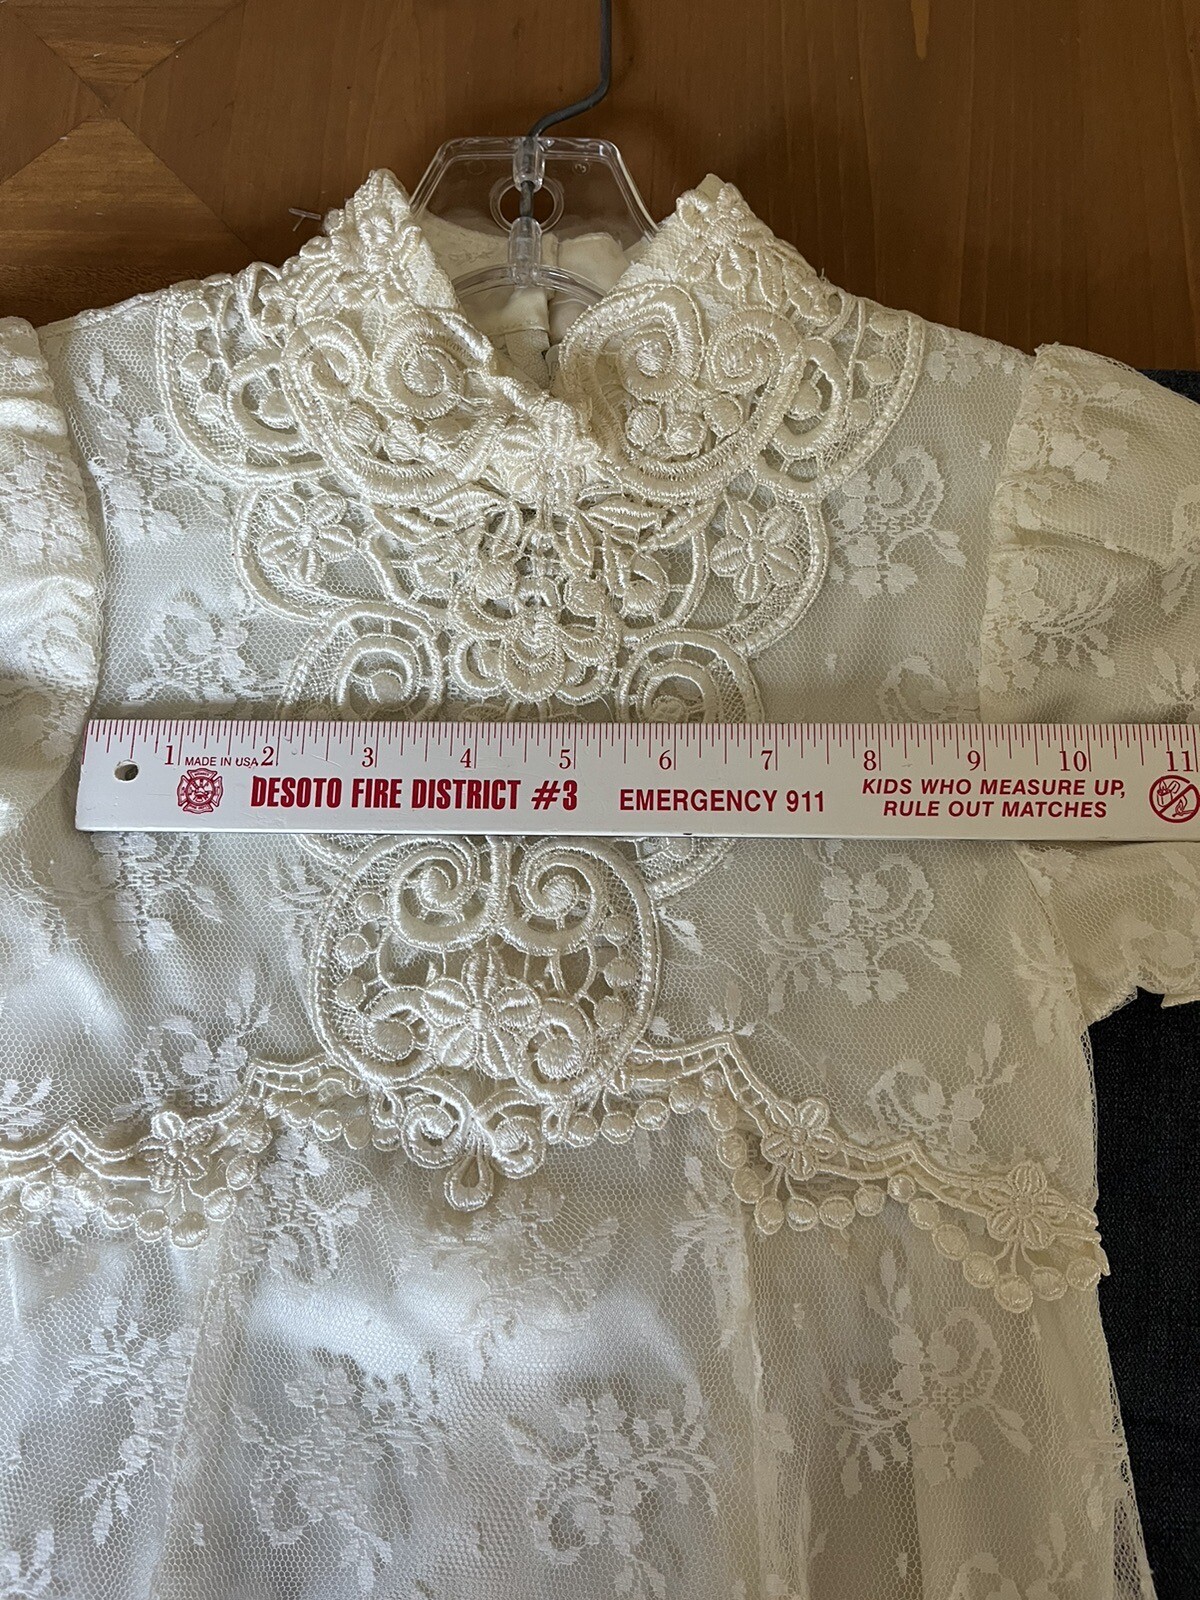 1 2 3 4 5 6 7 8 9 10 11
MADE IN USA
DESOTO FIRE DISTRICT #3
EMERGENCY 911
KIDS WHO MEASURE UP,
RULE OUT MATCHES